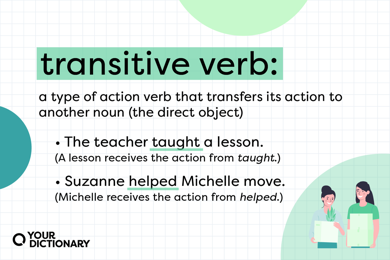 transitive verb:
a type of action verb that transfers its action to
another noun (the direct object)
• The teacher taught a lesson.
(A lesson receives the action from taught.)
• Suzanne helped Michelle move.
(Michelle receives the action from helped.)
YOUR
DICTIONARY